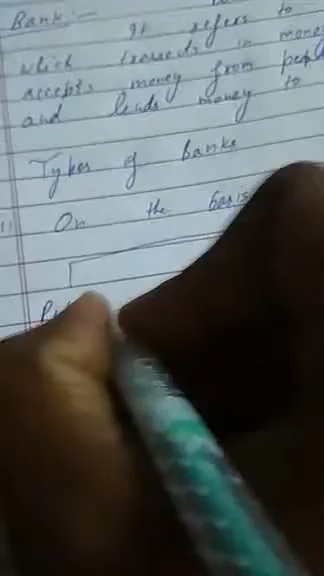 Bank:-
It refers to
which transacts in money
accepts money from people
and lends money to
Types of Banks
On the basis